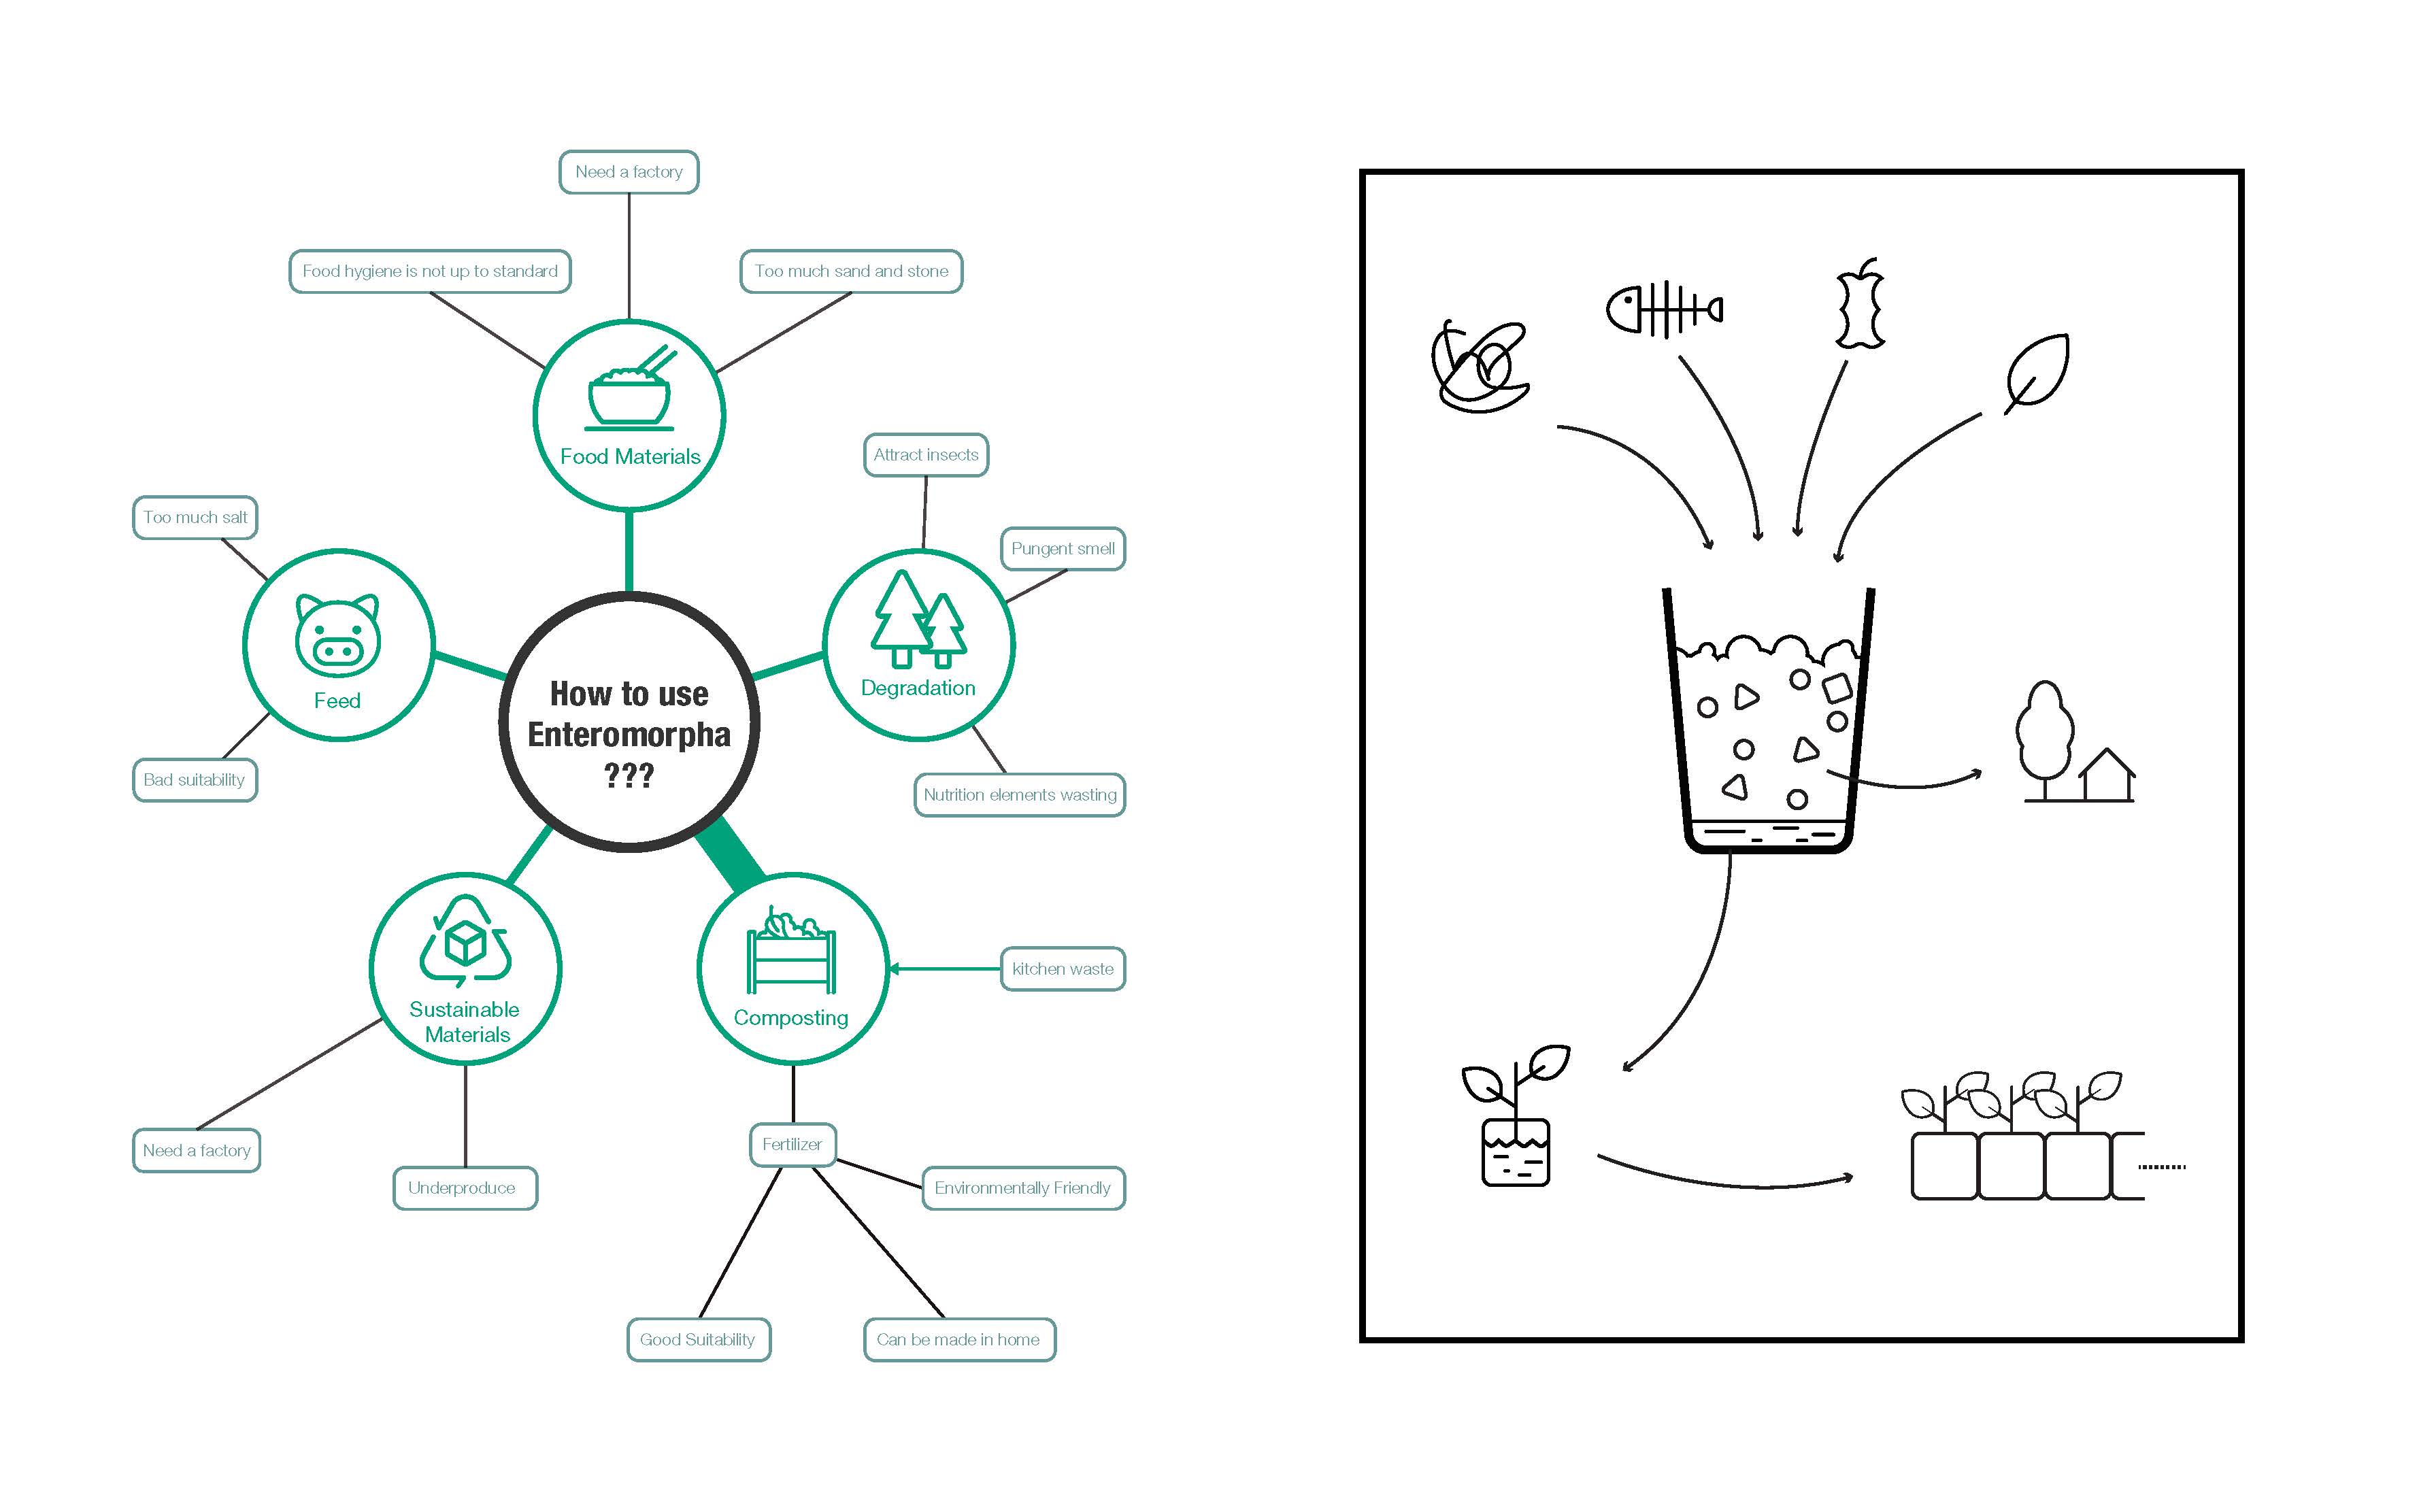 Need a factory
Food hygiene is not up to standard
Too much sand and stone
Food Materials
Attract insects
Too much salt
Pungent smell
Feed
Degradation
How to use
Enteromorpha
???
Bad suitability
Nutrition elements wasting
kitchen waste
Sustainable
Materials
Composting
Need a factory
Fertilizer
Underproduce
Environmentally Friendly
Good Suitability
Can be made in home